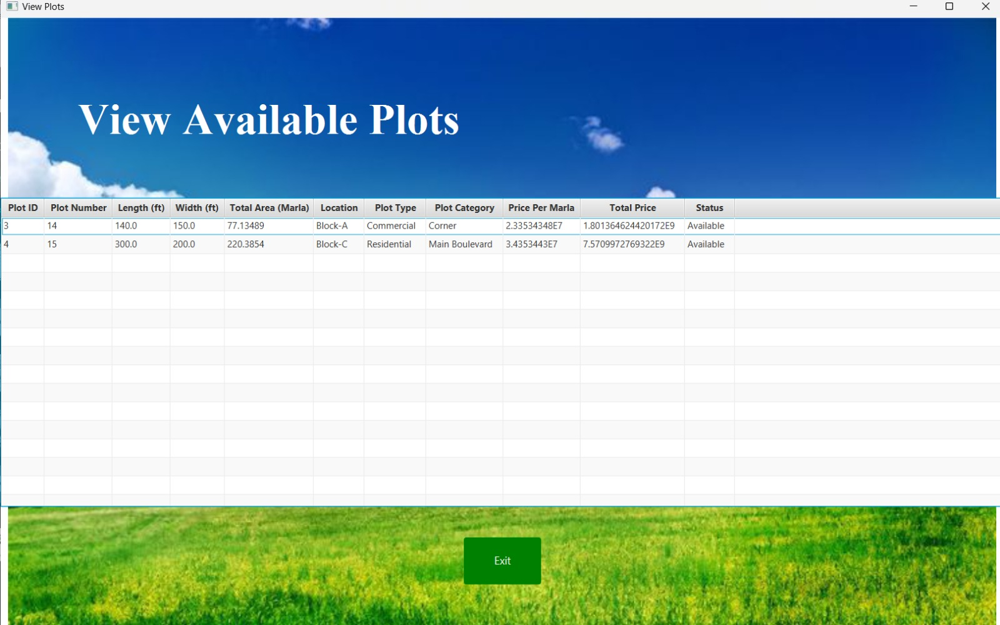 View Plots
View Available Plots
Plot ID Plot Number Length (ft) Width (ft) Total Area (Marla) Location Plot Type Plot Category Price Per Marla Total Price Status
3 14 140.0 150.0 77.13489 Block-A Commercial Corner 2.33534348E7 1.801364624420172E9 Available
4 15 300.0 200.0 220.3854 Block-C Residential Main Boulevard 3.4353443E7 7.5709972769322E9 Available
Exit